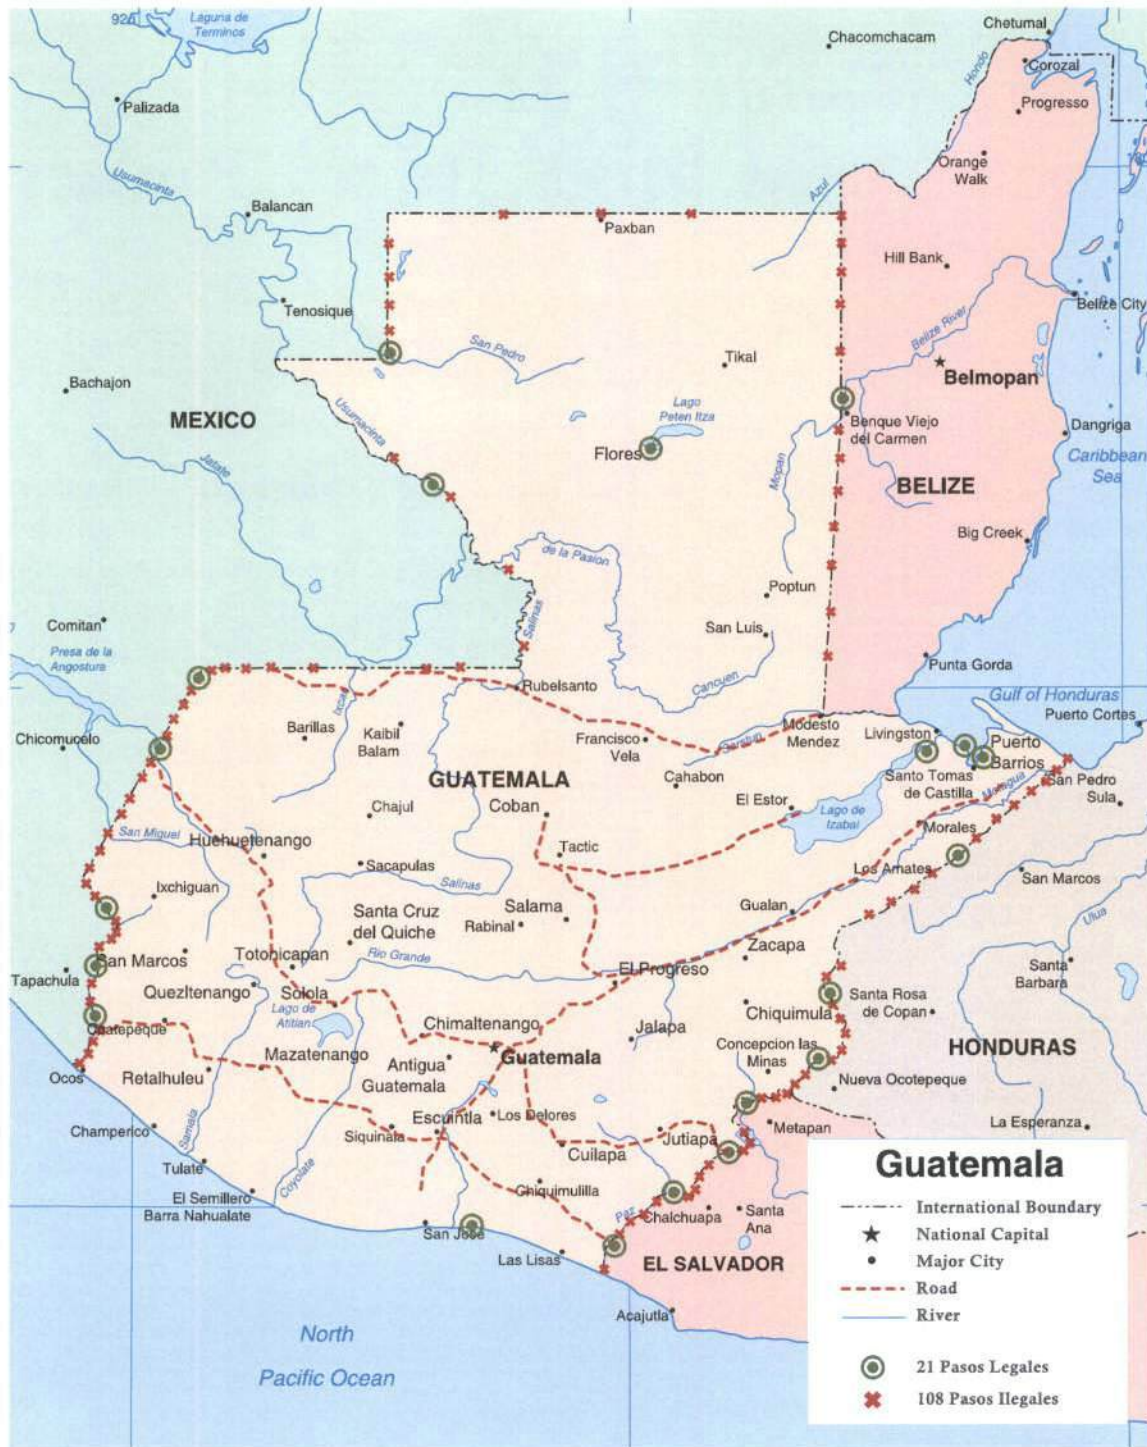 92
Laguna de
Terminos
Chetumal
Chacomchacam
Hondo
Corozal
Palizada
Progresso
Orange
Walk
Usumacinta
Azul
Balancan
Paxban
Hill Bank
Tenosique
Belize City
Belize River
San Pedro
Tikal
Belmopan
Bachajon
MEXICO
Usumacinta
Lago
Peten Itza
Benque Viejo
del Carmen
Dangriga
Flores
Caribbean
Sea
Jatate
Mopan
BELIZE
Big Creek
de la Pasion
Poptun
Comitan
Salinas
San Luis
Presa de la
Angostura
Punta Gorda
Cancuen
Rubelsanto
Gulf of Honduras
Ixcan
Puerto Cortes
Chicomucelo
Barillas
Kaibil
Balam
Francisco
Vela
Sarstun
Modesto
Mendez
Livingston
Puerto
Barrios
GUATEMALA
Cahabon
Santo Tomas
de Castilla
Motagua
San Pedro
Sula
Chajul
Coban
El Estor
Lago de
Izabal
San Miguel
Huehuetenango
Morales
Tactic
Sacapulas
Los Amates
San Marcos
Ixchiguan
Salinas
Gualan
Santa Cruz
del Quiche
Salama
Rabinal
Ulua
Zacapa
San Marcos
Totohicapan
Rio Grande
El Progreso
Santa
Barbara
Tapachula
Quezltenango
Solola
Santa Rosa
de Copan
Lago de
Atitlan
Chiquimula
Coatepeque
Chimaltenango
Jalapa
Guatemala
Concepcion las
Minas
HONDURAS
Mazatenango
Antigua
Guatemala
Ocos
Retalhuleu
Nueva Ocotepeque
Escuintla
Los Delores
La Esperanza
Champerico
Samala
Siquinala
Jutiapa
Metapan
Cuilapa
Tulate
Coyolate
Chiquimulilla
El Semillero
Barra Nahualate
Paz
Chalchuapa
Santa
Ana
San Jose
Las Lisas
EL SALVADOR
Acajutla
North
Pacific Ocean
Guatemala
International Boundary
National Capital
Major City
Road
River
21 Pasos Legales
108 Pasos Ilegales